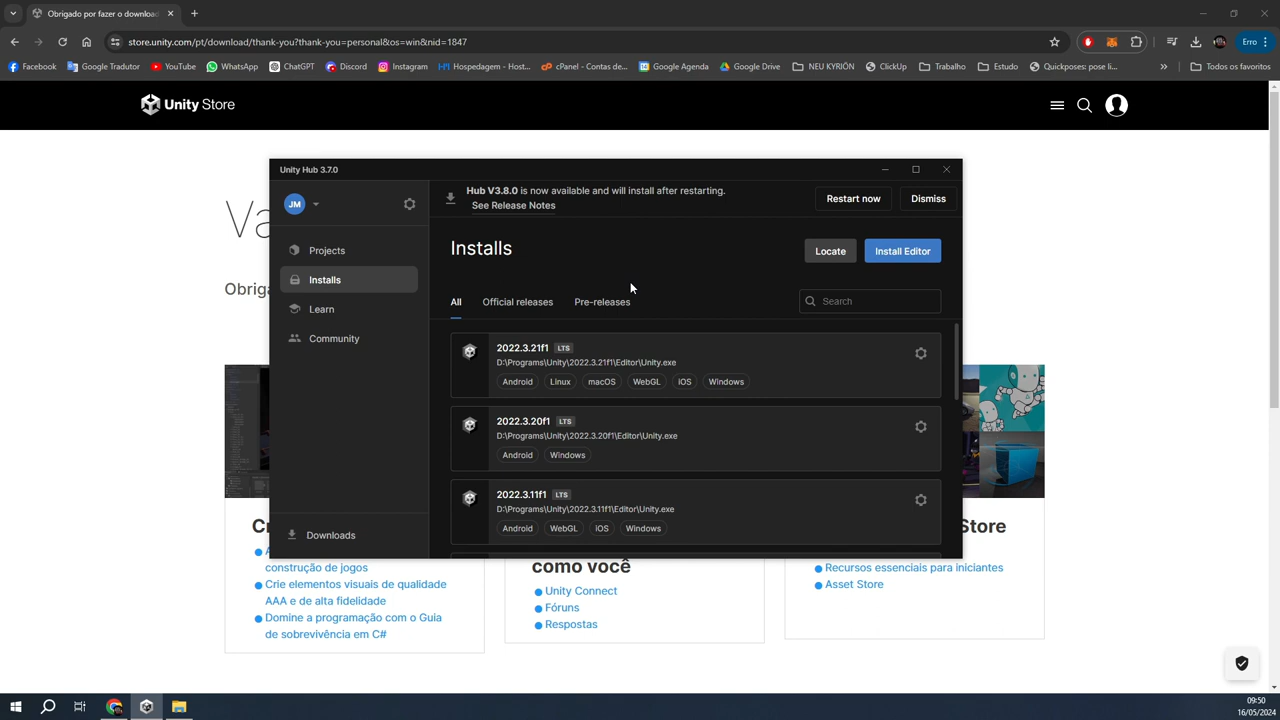 Obrigado por fazer o download
store.unity.com/pt/download/thank-you?thank-you=personal&os=win&nid=1847
Erro
Facebook
Google Tradutor
YouTube
WhatsApp
ChatGPT
Discord
Instagram
Hospedagem - Host...
cPanel - Contas de...
Google Agenda
Google Drive
NEU KYRIÓN
ClickUp
Trabalho
Estudo
Quickposes: pose li...
Todos os favoritos
Unity Store
Va
Obriga
Unity Hub 3.7.0
JM
Hub V3.8.0 is now available and will install after restarting.
See Release Notes
Restart now
Dismiss
Projects
Installs
Learn
Community
Downloads
Installs
Locate
Install Editor
All
Official releases
Pre-releases
Search
2022.3.21f1 LTS
D:\Programs\Unity\2022.3.21f1\Editor\Unity.exe
Android Linux macOS WebGL iOS Windows
2022.3.20f1 LTS
D:\Programs\Unity\2022.3.20f1\Editor\Unity.exe
Android Windows
2022.3.11f1 LTS
D:\Programs\Unity\2022.3.11f1\Editor\Unity.exe
Android WebGL iOS Windows
construção de jogos
Crie elementos visuais de qualidade
AAA e de alta fidelidade
Domine a programação com o Guia
de sobrevivência em C#
como você
Unity Connect
Fóruns
Respostas
Store
Recursos essenciais para iniciantes
Asset Store
09:50
16/05/2024